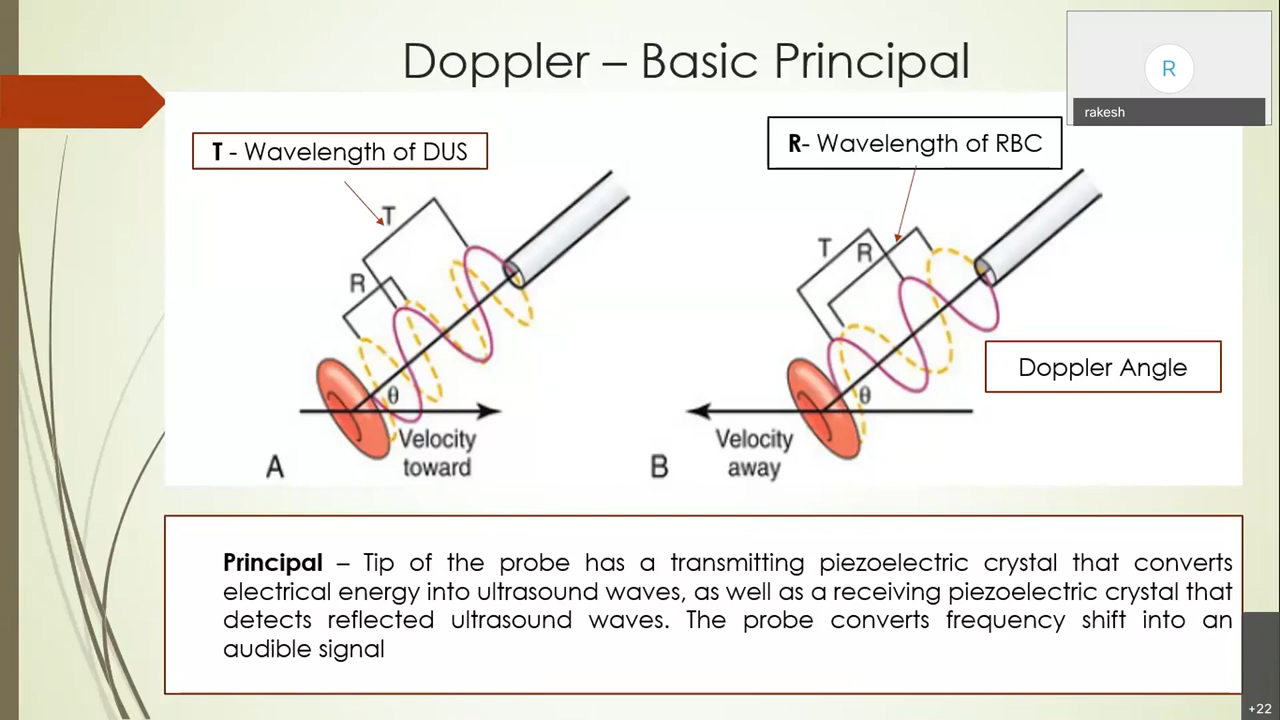 Doppler – Basic Principal
R
rakesh
T - Wavelength of DUS
R- Wavelength of RBC
T
R
θ
Velocity
toward
A
T
R
θ
Velocity
away
B
Doppler Angle
Principal – Tip of the probe has a transmitting piezoelectric crystal that converts
electrical energy into ultrasound waves, as well as a receiving piezoelectric crystal that
detects reflected ultrasound waves. The probe converts frequency shift into an
audible signal
+22